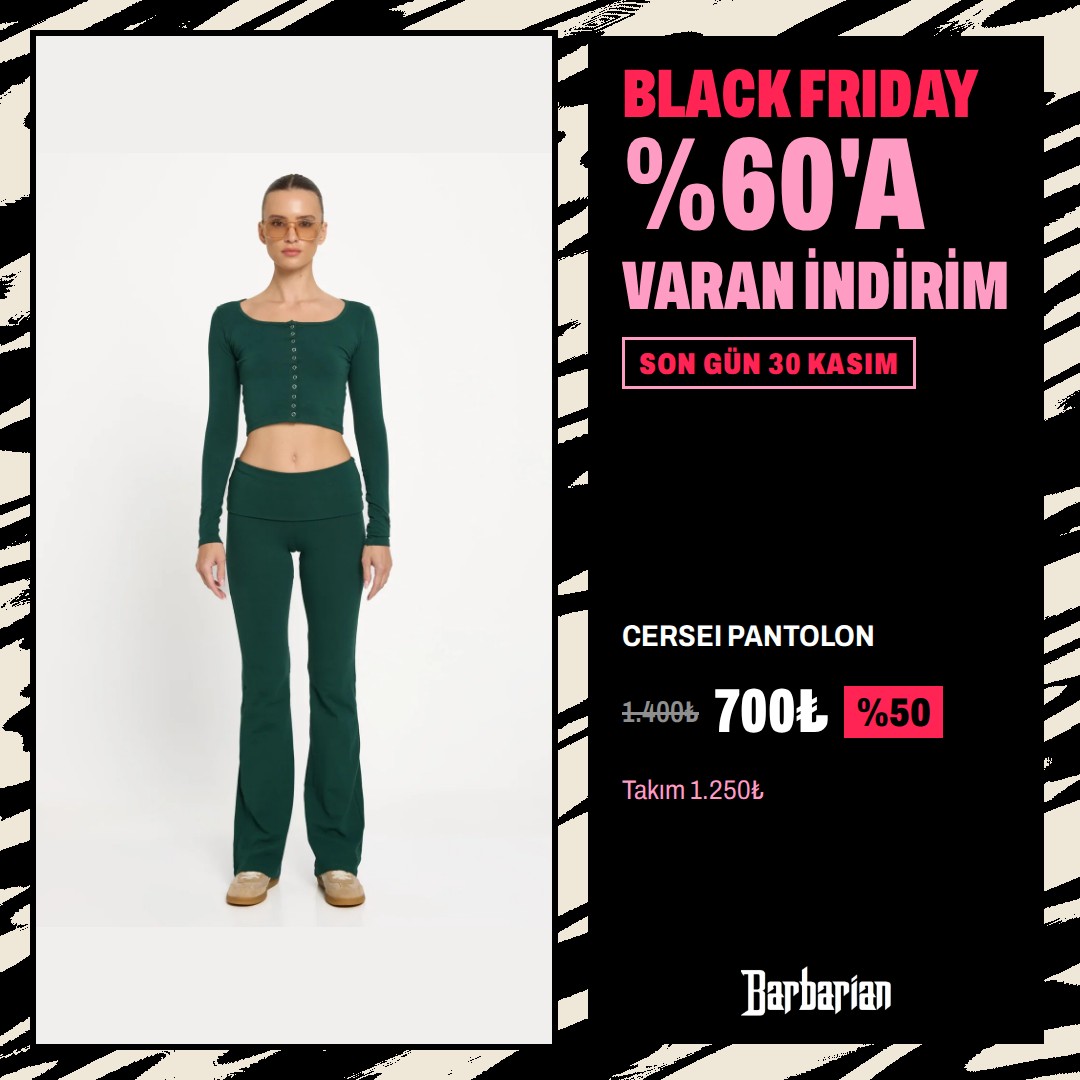 BLACK FRIDAY
%60'A
VARAN İNDİRİM
SON GÜN 30 KASIM
CERSEI PANTOLON
1.400₺ 700₺ %50
Takım 1.250₺
Barbarian